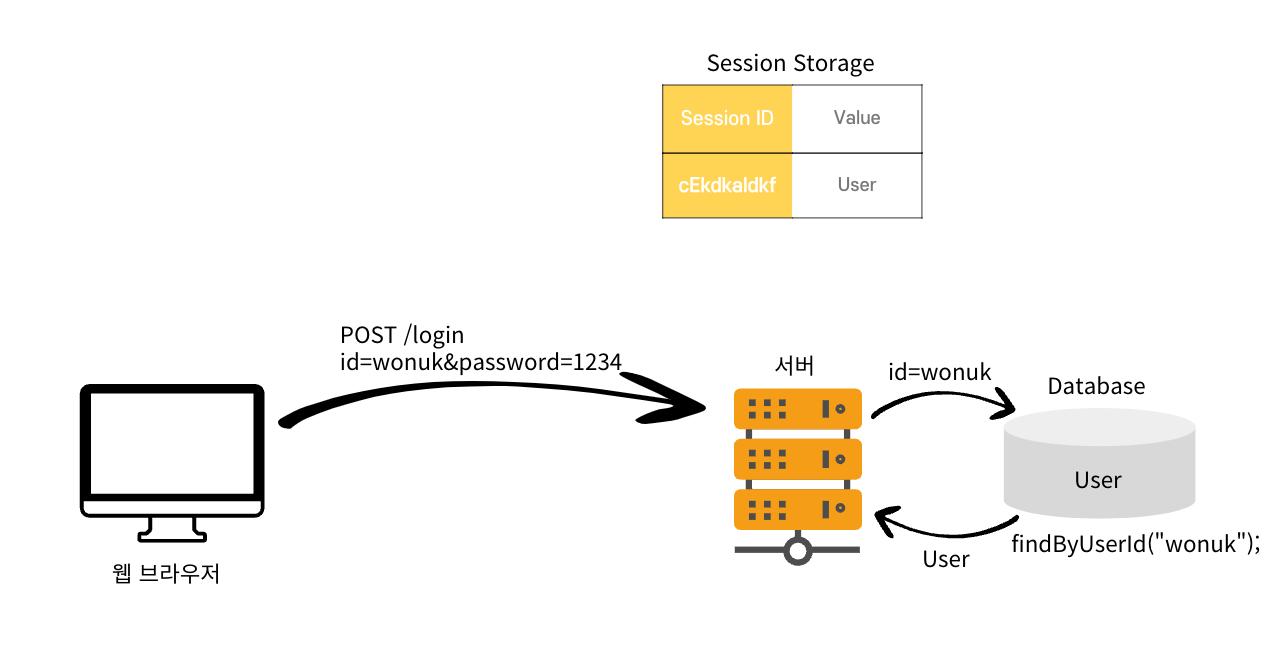 Session Storage
Session ID
Value
cEkdkaldkf
User
POST /login
id=wonuk&password=1234
서버
id=wonuk
Database
User
findByUserId("wonuk");
User
웹 브라우저